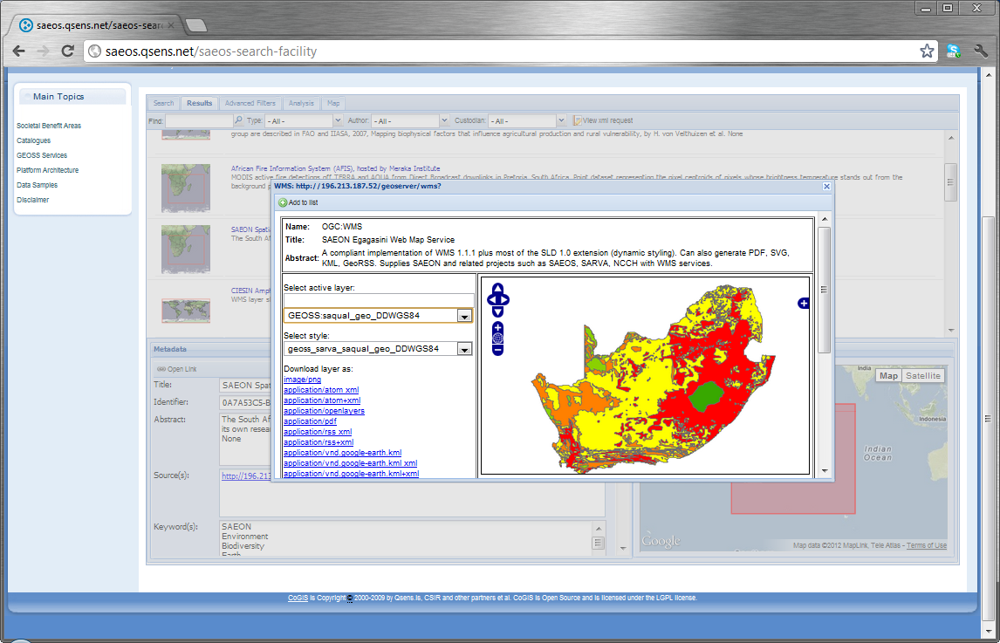 saeos.qsens.net/saeos-sear
saeos.qsens.net/saeos-search-facility
Main Topics
Societal Benefit Areas
Catalogues
GEOSS Services
Platform Architecture
Data Samples
Disclaimer
Search Results Advanced Filters Analysis Map
Find: Type: - All - Author: - All - Custodian: - All - View xml request
group are described in FAO and IIASA, 2007, Mapping biophysical factors that influence agricultural production and rural vulnerability, by H. von Velthuizen et al. None
African Fire Information System (AFIS), hosted by Meraka Institute
MODIS active fire detections off TERRA and AQUA from Direct Broadcast downlinks in Pretoria, South Africa. Point dataset representing the pixel centroids of pixels whose brightness temperature stands out from the
background
SAEON Spati
The South Af
CIESIN Amph
WMS layer s
WMS: http://196.213.187.52/geoserver/wms?
Add to list
Name: OGC:WMS
Title: SAEON Egagasini Web Map Service
Abstract: A compliant implementation of WMS 1.1.1 plus most of the SLD 1.0 extension (dynamic styling). Can also generate PDF, SVG,
KML, GeoRSS. Supplies SAEON and related projects such as SAEOS, SARVA, NCCH with WMS services.
Select active layer:
GEOSS:saqual_geo_DDWGS84
Select style:
geoss_sarva_saqual_geo_DDWGS84
Download layer as:
image/png
application/atom xml
application/atom+xml
application/openlayers
application/pdf
application/rss xml
application/rss+xml
application/vnd.google-earth.kml
application/vnd.google-earth.kml xml
application/vnd.google-earth.kml+xml
Metadata
Open Link
Title: SAEON Spat
Identifier: 0A7A53C5-B
Abstract: The South Af
its own resea
None
Source(s): http://196.213
Keyword(s): SAEON
Environment
Biodiversity
Earth
Map Satellite
India
Indonesia
Indian
Ocean
Google
Map data ©2012 MapLink, Tele Atlas - Terms of Use
CoGIS is Copyright © 2000-2009 by Qsens.is, CSIR and other partners et al. CoGIS is Open Source and is licensed under the LGPL license.